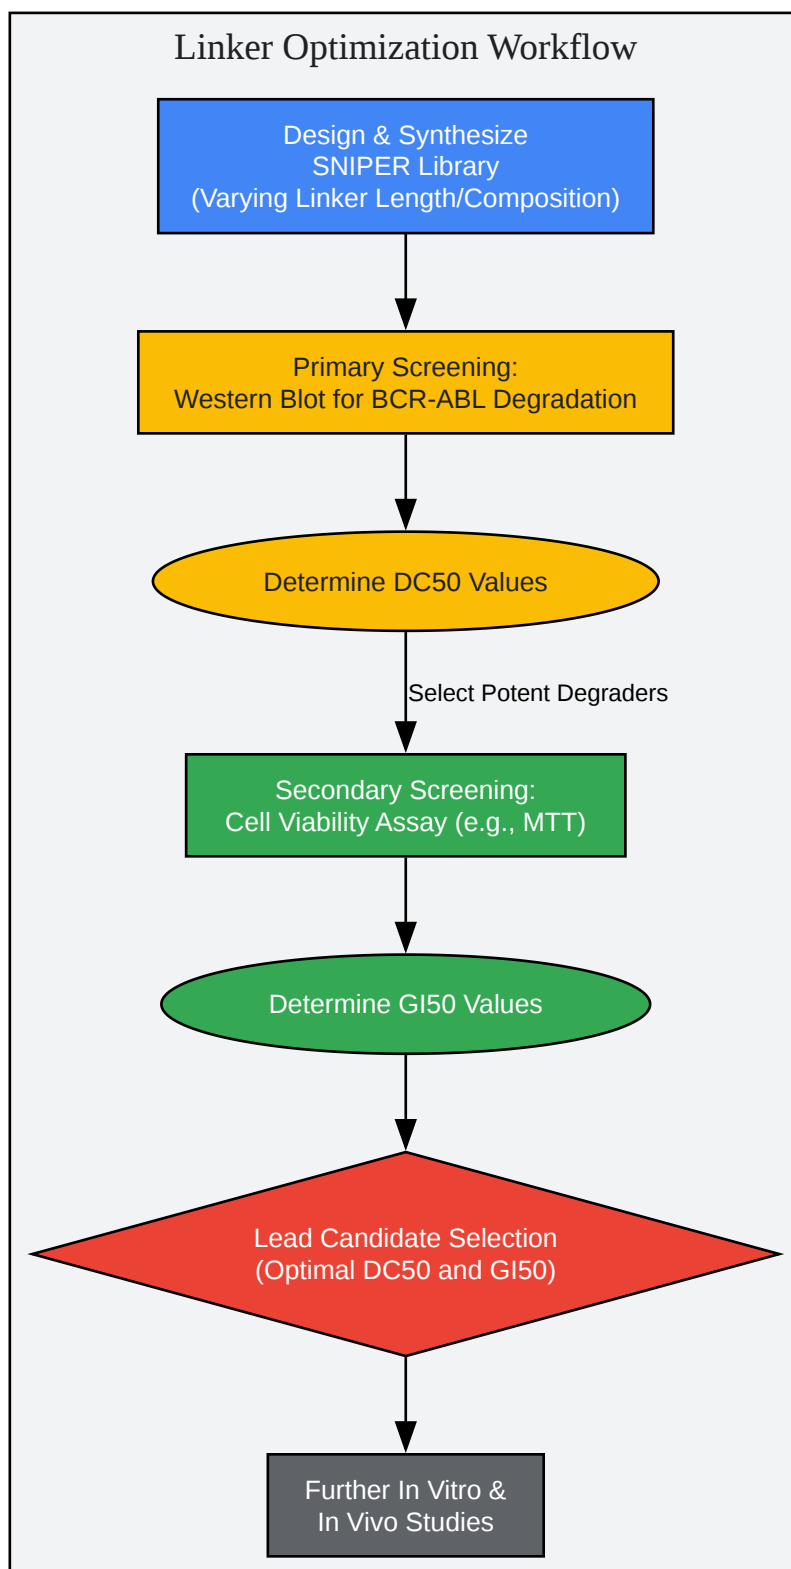 Linker Optimization Workflow
Design & Synthesize
SNIPER Library
(Varying Linker Length/Composition)
Primary Screening:
Western Blot for BCR-ABL Degradation
Determine DC50 Values
Select Potent Degraders
Secondary Screening:
Cell Viability Assay (e.g., MTT)
Determine GI50 Values
Lead Candidate Selection
(Optimal DC50 and GI50)
Further In Vitro &
In Vivo Studies